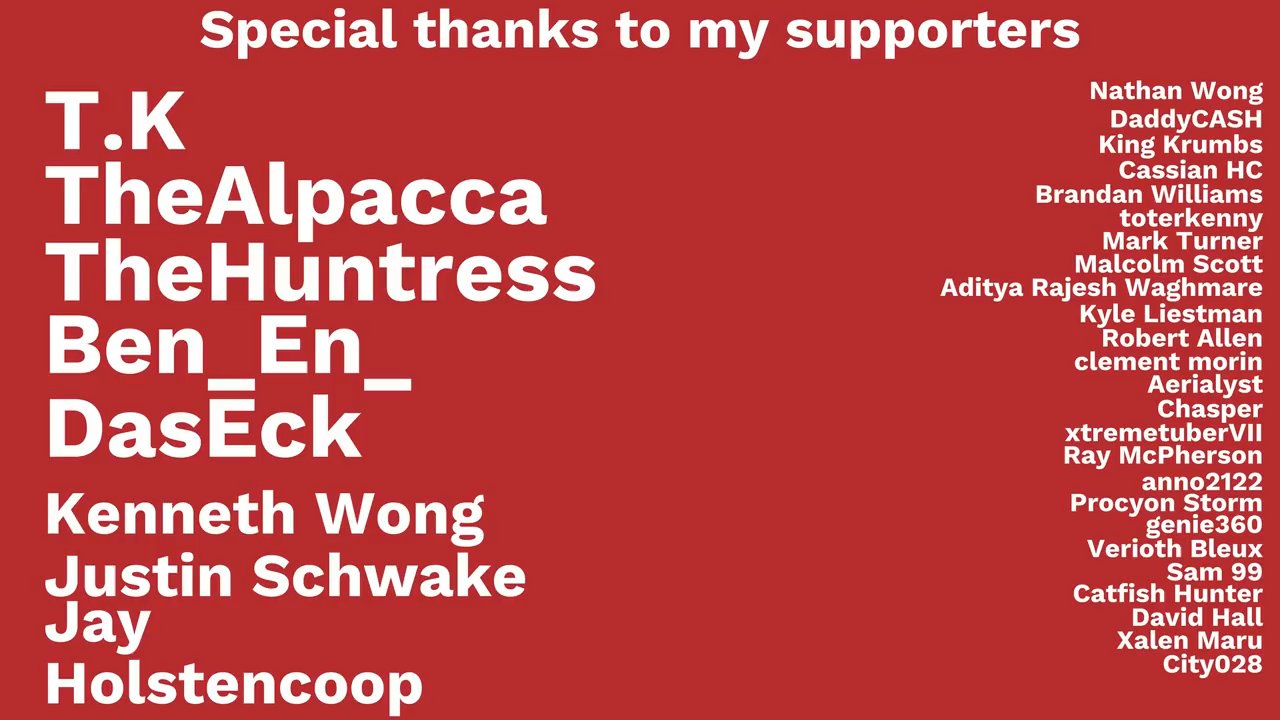 Special thanks to my supporters
T.K
TheAlpacca
TheHuntress
Ben_En_
DasEck
Kenneth Wong
Justin Schwake
Jay
Holstencoop
Nathan Wong
DaddyCASH
King Krumbs
Cassian HC
Brandan Williams
toterkenny
Mark Turner
Malcolm Scott
Aditya Rajesh Waghmare
Kyle Liestman
Robert Allen
clement morin
Aerialyst
Chasper
xtremetuberVII
Ray McPherson
anno2122
Procyon Storm
genie360
Verioth Bleux
Sam 99
Catfish Hunter
David Hall
Xalen Maru
City028